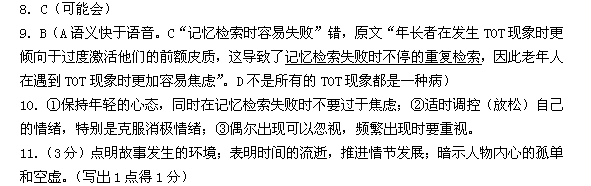 8. C（可能会）
9. B（A 语义快于语音。C“记忆检索时容易失败”错，原文“年长者在发生 TOT 现象时更
倾向于过度激活他们的前额皮质，这导致了记忆检索失败时不停的重复检索，因此老年人
在遇到 TOT 现象时更加容易焦虑”。D 不是所有的 TOT 现象都是一种病）
10. ①保持年轻的心态，同时在记忆检索失败时不要过于焦虑；②适时调控（放松）自己
的情绪，特别是克服消极情绪；③偶尔出现可以忽视，频繁出现时要重视。
11.（3 分）点明故事发生的环境；表明时间的流逝，推进情节发展；暗示人物内心的孤单
和空虚。（写出 1 点得 1 分）